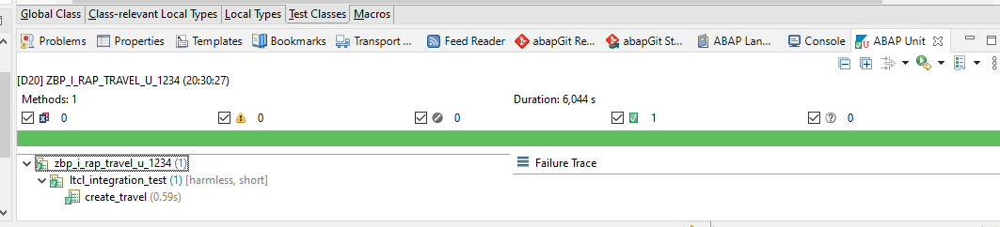 Global Class Class-relevant Local Types Local Types Test Classes Macros
Problems Properties Templates Bookmarks Transport ... Feed Reader abapGit Re... abapGit St... ABAP Lan... Console ABAP Unit
[D20] ZBP_I_RAP_TRAVEL_U_1234 (20:30:27)
Methods: 1 Duration: 6,044 s
0 0 0 1 0
zbp_i_rap_travel_u_1234 (1) Failure Trace
ltcl_integration_test (1) [harmless, short]
create_travel (0.59s)